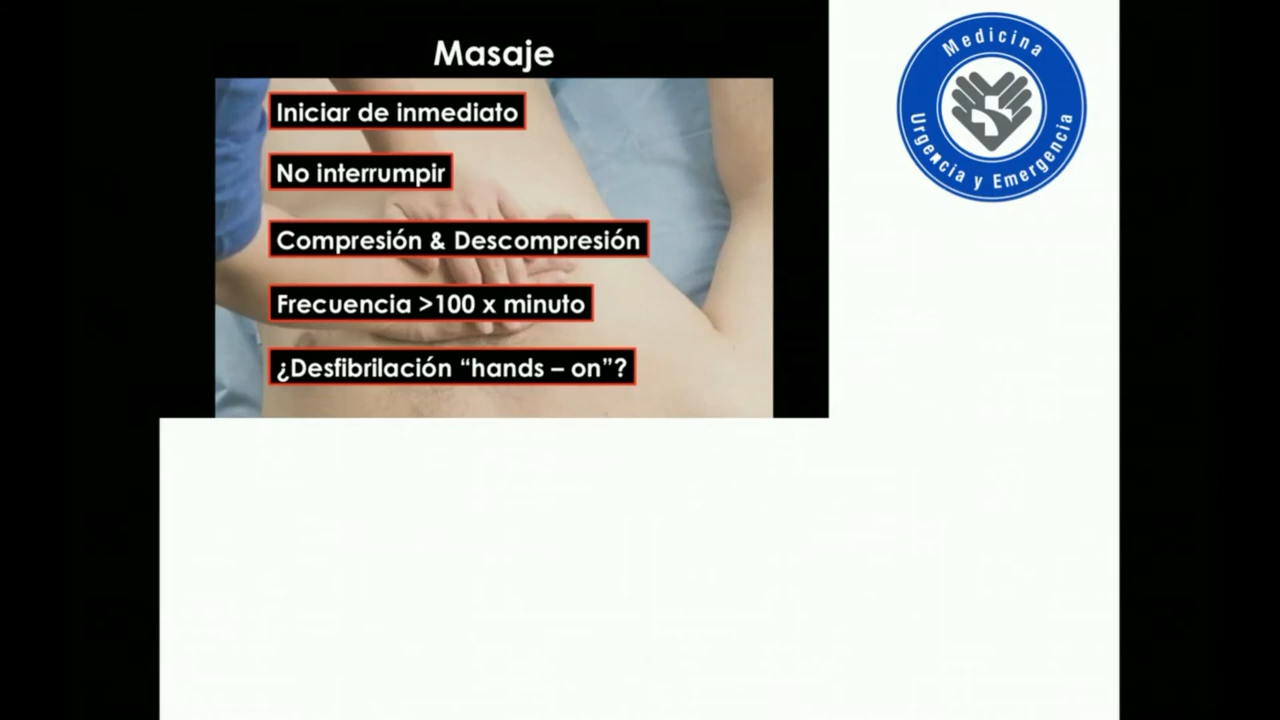 Masaje
Iniciar de inmediato
No interrumpir
Compresión & Descompresión
Frecuencia >100 x minuto
¿Desfibrilación “hands – on”?
Medicina
Urgencia y Emergencia